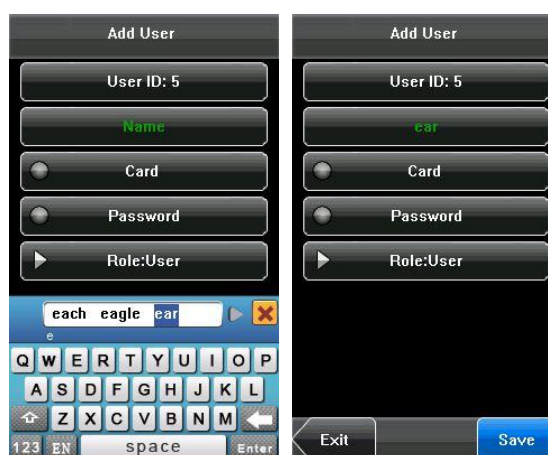 Add User
User ID: 5
Name
Card
Password
Role:User
each eagle ear
e
Q W E R T Y U I O P
A S D F G H J K L
Z X C V B N M
123 EN space Enter
Add User
User ID: 5
ear
Card
Password
Role:User
Exit Save